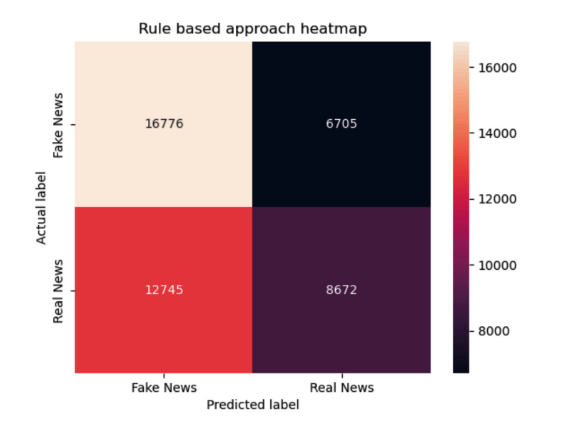 Rule based approach heatmap
Fake News
16776
6705
16000
14000
12000
10000
8000
Actual label
Real News
12745
8672
Fake News
Real News
Predicted label